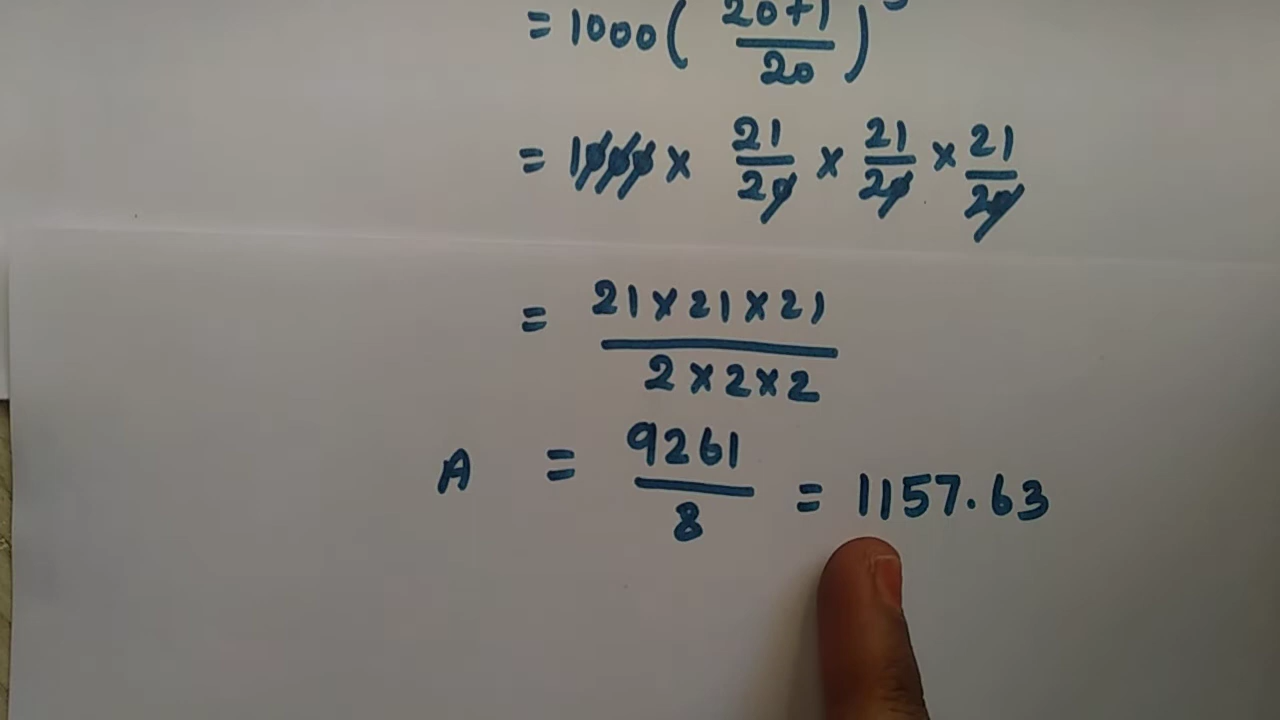 = 1000 ( 20+1 / 20 )
= 1000 × 21/20 × 21/20 × 21/20
= 21 × 21 × 21 / 2 × 2 × 2
A = 9261 / 8 = 1157.63